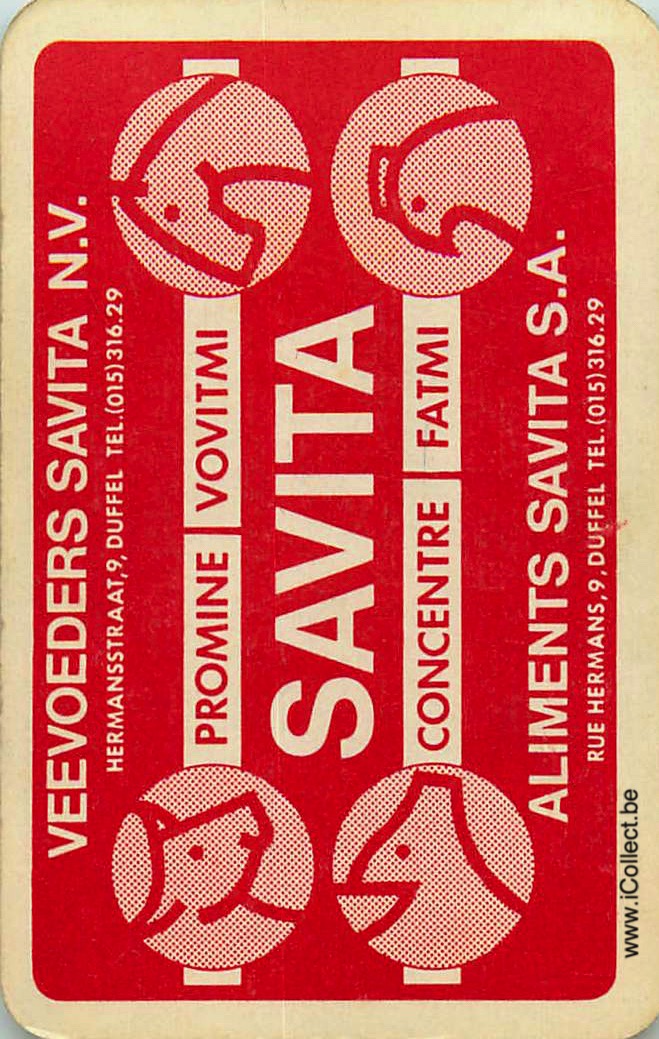 VEEVOEDERS SAVITA N.V.
HERMANSSTRAAT,9, DUFFEL TEL.(015)316.29
PROMINE VOVITMI
SAVITA
CONCENTRE FATMI
ALIMENTS SAVITA S.A.
RUE HERMANS,9, DUFFEL TEL.(015)316.29
www.iCollect.be